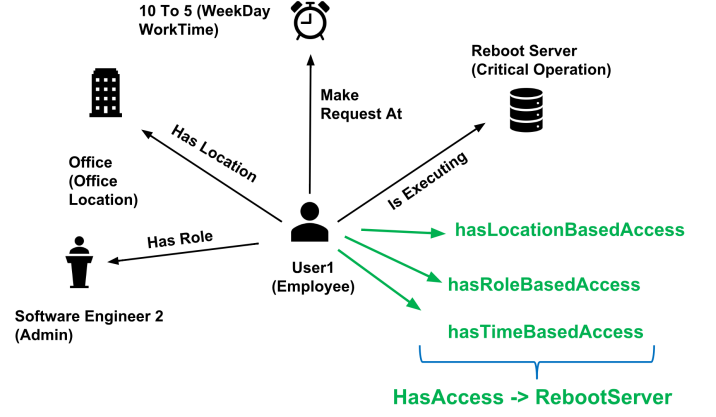 10 To 5 (WeekDay
WorkTime)
Reboot Server
(Critical Operation)
Make
Request At
Has Location
Is Executing
Office
(Office
Location)
Has Role
User1
(Employee)
Software Engineer 2
(Admin)
hasLocationBasedAccess
hasRoleBasedAccess
hasTimeBasedAccess
HasAccess -> RebootServer